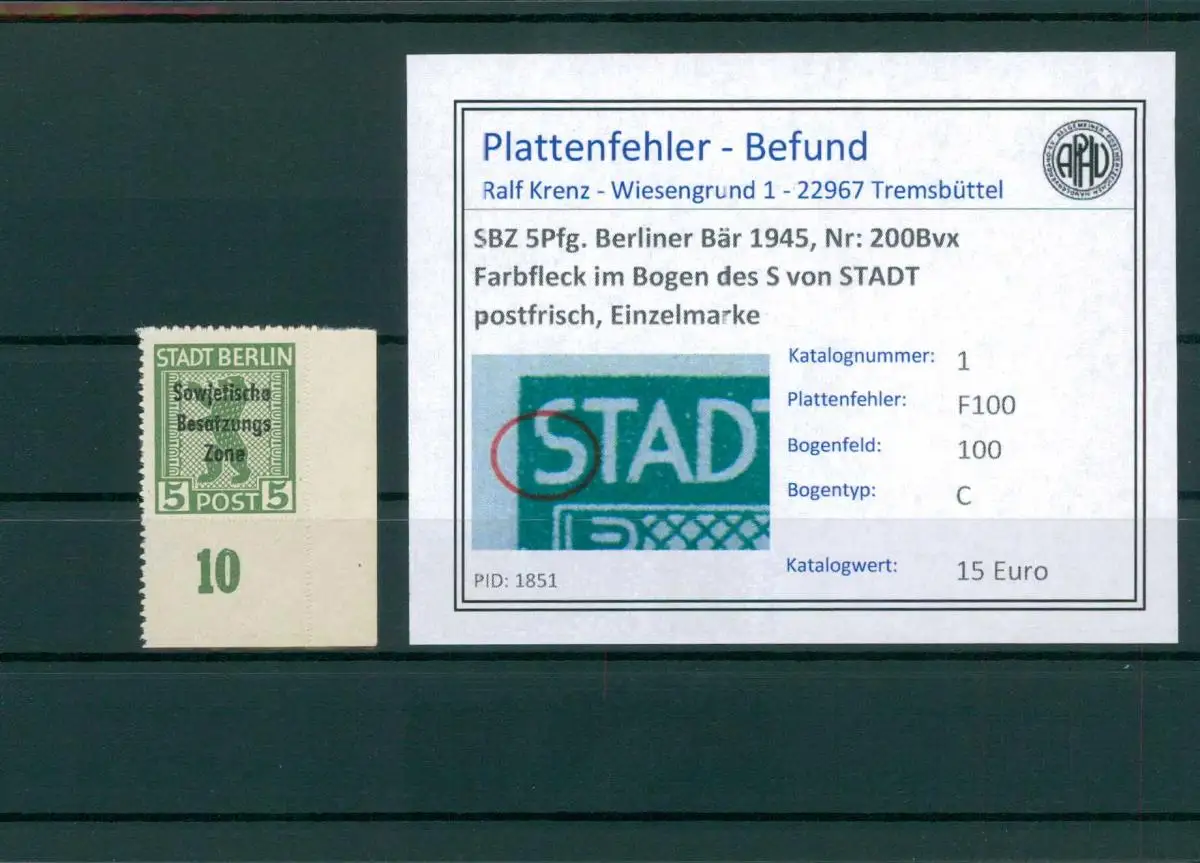 STADT BERLIN
Sowjetische
Besatzungs
Zone
5 POST 5
10
Plattenfehler - Befund
Ralf Krenz - Wiesengrund 1 - 22967 Tremsbüttel
APHV
SBZ 5Pfg. Berliner Bär 1945, Nr: 200Bvx
Farbfleck im Bogen des S von STADT
postfrisch, Einzelmarke
STADT
Katalognummer: 1
Plattenfehler: F100
Bogenfeld: 100
Bogentyp: C
Katalogwert: 15 Euro
PID: 1851